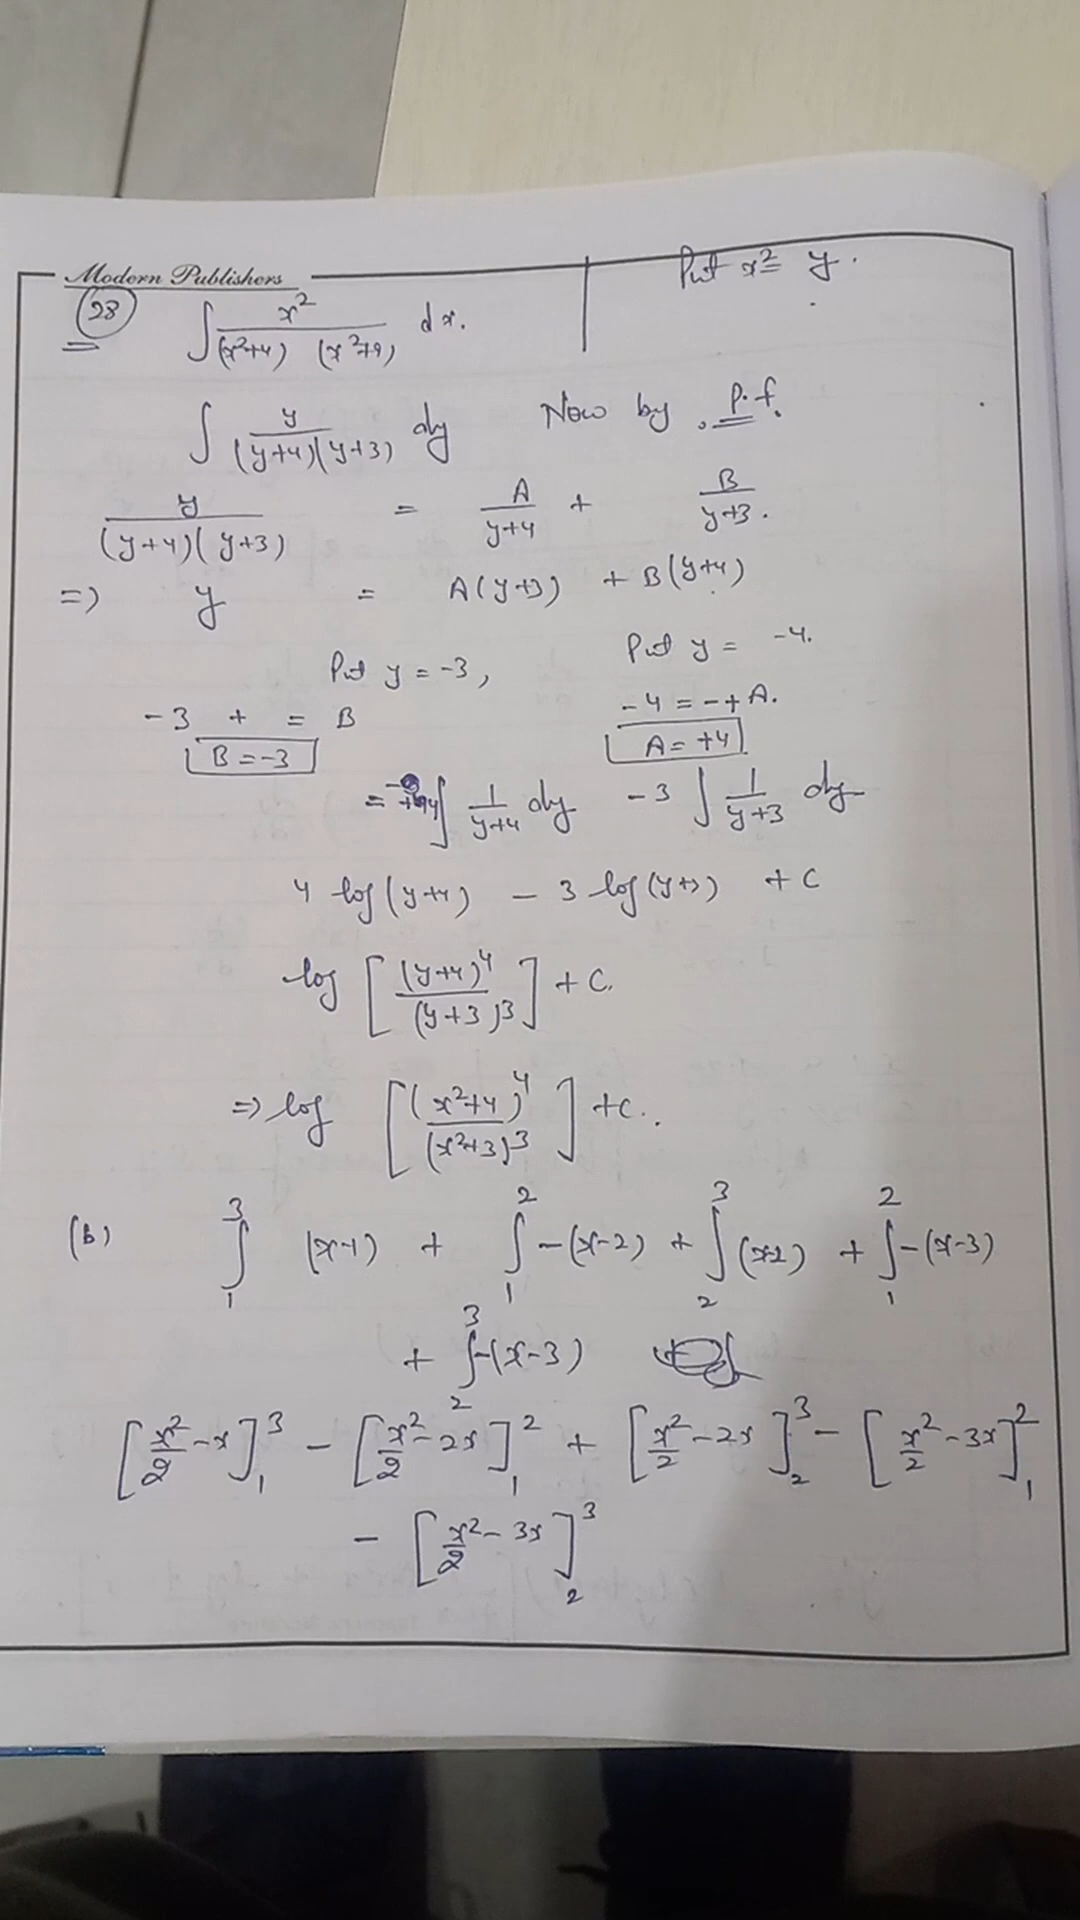 Modern Publishers
Put x² = y.
28 ∫ x² / (x²+4) (x²+9) dx.
∫ y / (y+4)(y+3) dy Now by p.f.
y / (y+4)(y+3) = A / y+4 + B / y+3.
=) y = A(y+3) + B(y+4)
Put y = -3, Put y = -4.
-3 + = B -4 = -+ A.
B = -3 A = +4
= ∫ 1 / y+4 dy - 3 ∫ 1 / y+3 dy
4 log (y+4) - 3 log (y+3) + C
log [ (y+4)⁴ / (y+3)³ ] + C.
=> log [ (x²+4)⁴ / (x²+3)³ ] + c.
(b) ∫₁³ (x-1) + ∫₁² -(x-2) + ∫₂³ (x-2) + ∫₁² -(x-3)
+ ∫₂³ -(x-3)
[x²/2 - x]₁³ - [x²/2 - 2x]₁² + [x²/2 - 2x]₂³ - [x²/2 - 3x]₁²
- [x²/2 - 3x]₂³